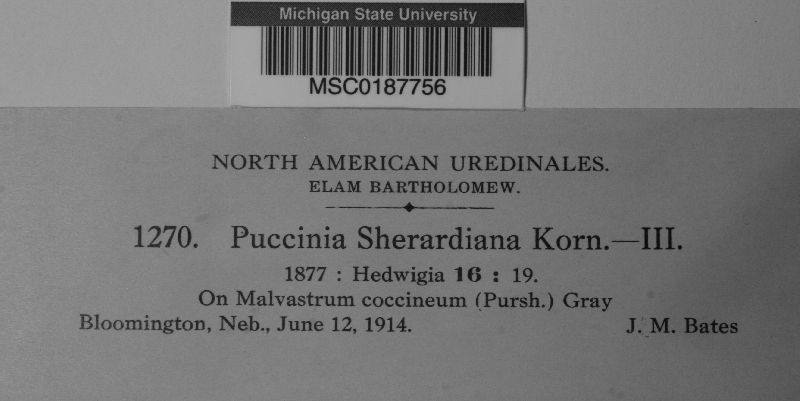 Michigan State University
MSC0187756
NORTH AMERICAN UREDINALES.
ELAM BARTHOLOMEW.
1270. Puccinia Sherardiana Korn.—III.
1877 : Hedwigia 16 : 19.
On Malvastrum coccineum (Pursh.) Gray
Bloomington, Neb., June 12, 1914. J. M. Bates